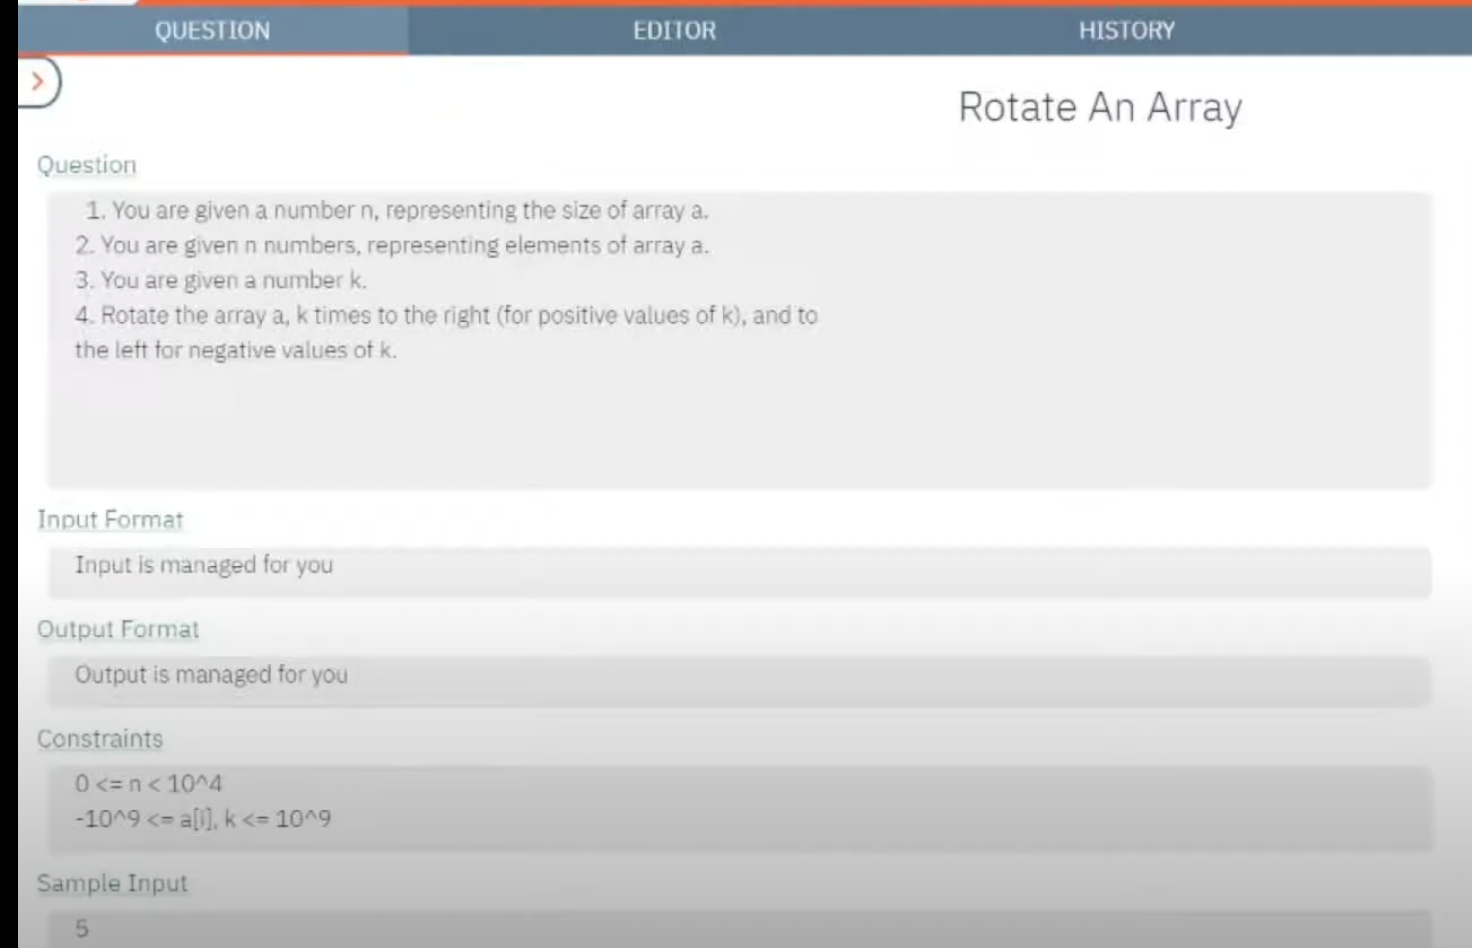 QUESTION EDITOR HISTORY
>
Rotate An Array
Question
1. You are given a number n, representing the size of array a.
2. You are given n numbers, representing elements of array a.
3. You are given a number k.
4. Rotate the array a, k times to the right (for positive values of k), and to
the left for negative values of k.
Input Format
Input is managed for you
Output Format
Output is managed for you
Constraints
0 <= n < 10^4
-10^9 <= a[i], k <= 10^9
Sample Input
5